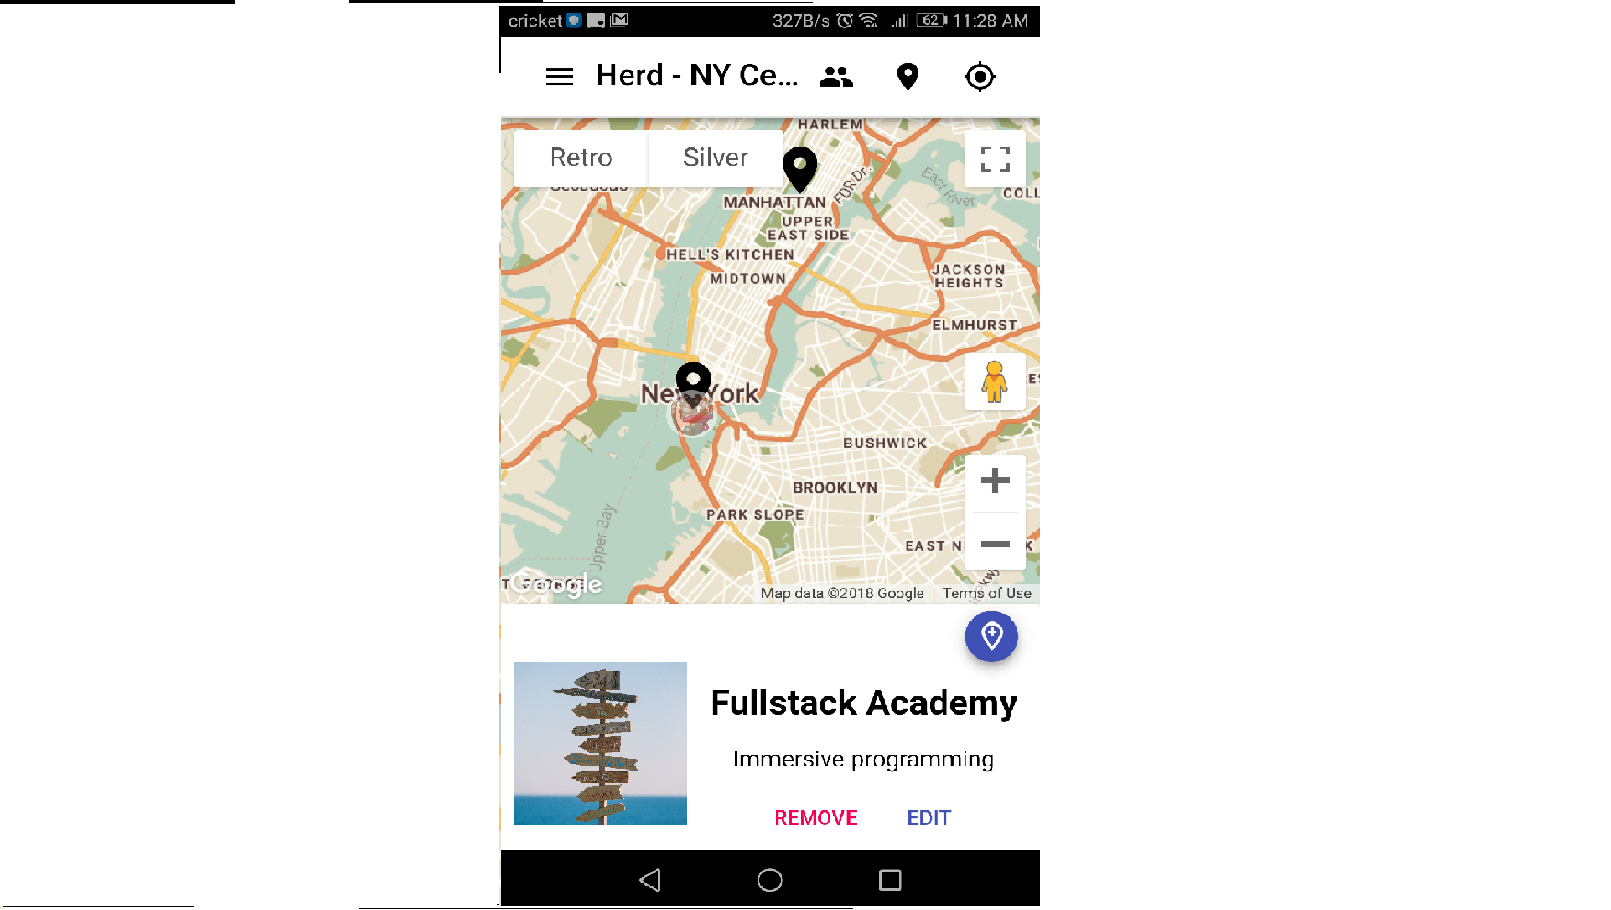 cricket 327B/s 62 11:28 AM
Herd - NY Ce...
HARLEM
Retro Silver
FDR Dr
East River
COLL
MANHATTAN
UPPER
EAST SIDE
HELL'S KITCHEN
MIDTOWN
JACKSON
HEIGHTS
ELMHURST
New York
BUSHWICK
BROOKLYN
PARK SLOPE
Upper Bay
EAST N
Google
Map data ©2018 Google Terms of Use
Fullstack Academy
Immersive programming
REMOVE EDIT